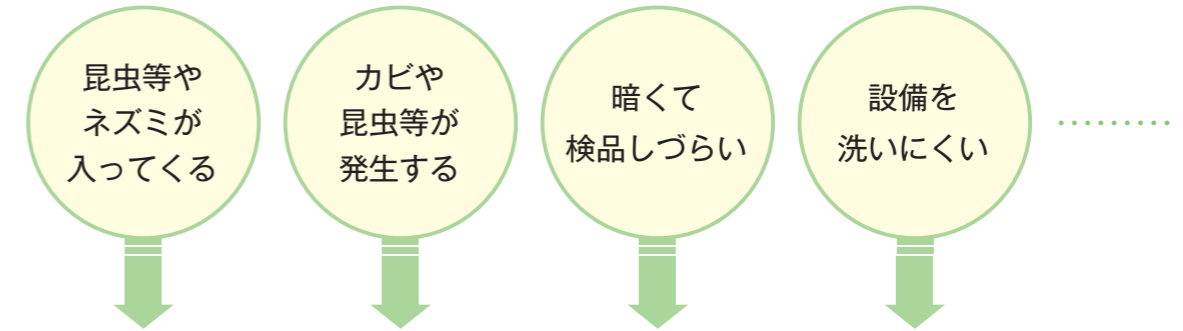 昆虫等や
ネズミが
入ってくる
カビや
昆虫等が
発生する
暗くて
検品しづらい
設備を
洗いにくい